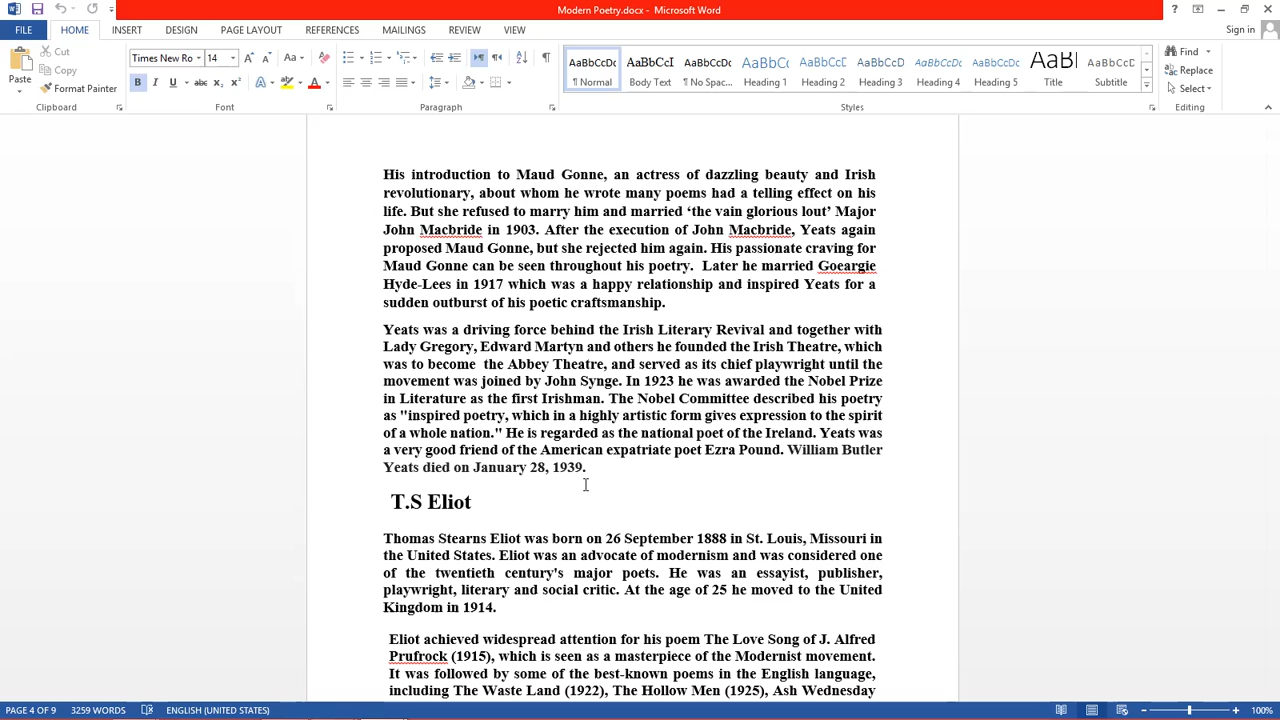 Modern Poetry.docx - Microsoft Word
Sign in
FILE HOME INSERT DESIGN PAGE LAYOUT REFERENCES MAILINGS REVIEW VIEW
Paste
Cut
Copy
Format Painter
Clipboard
Times New Ro 14
Font
Paragraph
AaBbCcDc AaBbCcI AaBbCcDc AaBbCc AaBbCcI AaBbCcDc AaBbCcDc AaBbCcDc AaBl AaBbCcD
¶ Normal Body Text ¶ No Spac... Heading 1 Heading 2 Heading 3 Heading 4 Heading 5 Title Subtitle
Styles
Find
Replace
Select
Editing
His introduction to Maud Gonne, an actress of dazzling beauty and Irish
revolutionary, about whom he wrote many poems had a telling effect on his
life. But she refused to marry him and married ‘the vain glorious lout’ Major
John Macbride in 1903. After the execution of John Macbride, Yeats again
proposed Maud Gonne, but she rejected him again. His passionate craving for
Maud Gonne can be seen throughout his poetry. Later he married Goeargie
Hyde-Lees in 1917 which was a happy relationship and inspired Yeats for a
sudden outburst of his poetic craftsmanship.
Yeats was a driving force behind the Irish Literary Revival and together with
Lady Gregory, Edward Martyn and others he founded the Irish Theatre, which
was to become the Abbey Theatre, and served as its chief playwright until the
movement was joined by John Synge. In 1923 he was awarded the Nobel Prize
in Literature as the first Irishman. The Nobel Committee described his poetry
as "inspired poetry, which in a highly artistic form gives expression to the spirit
of a whole nation." He is regarded as the national poet of the Ireland. Yeats was
a very good friend of the American expatriate poet Ezra Pound. William Butler
Yeats died on January 28, 1939.
T.S Eliot
Thomas Stearns Eliot was born on 26 September 1888 in St. Louis, Missouri in
the United States. Eliot was an advocate of modernism and was considered one
of the twentieth century's major poets. He was an essayist, publisher,
playwright, literary and social critic. At the age of 25 he moved to the United
Kingdom in 1914.
Eliot achieved widespread attention for his poem The Love Song of J. Alfred
Prufrock (1915), which is seen as a masterpiece of the Modernist movement.
It was followed by some of the best-known poems in the English language,
including The Waste Land (1922), The Hollow Men (1925), Ash Wednesday
PAGE 4 OF 9 3259 WORDS ENGLISH (UNITED STATES) 100%